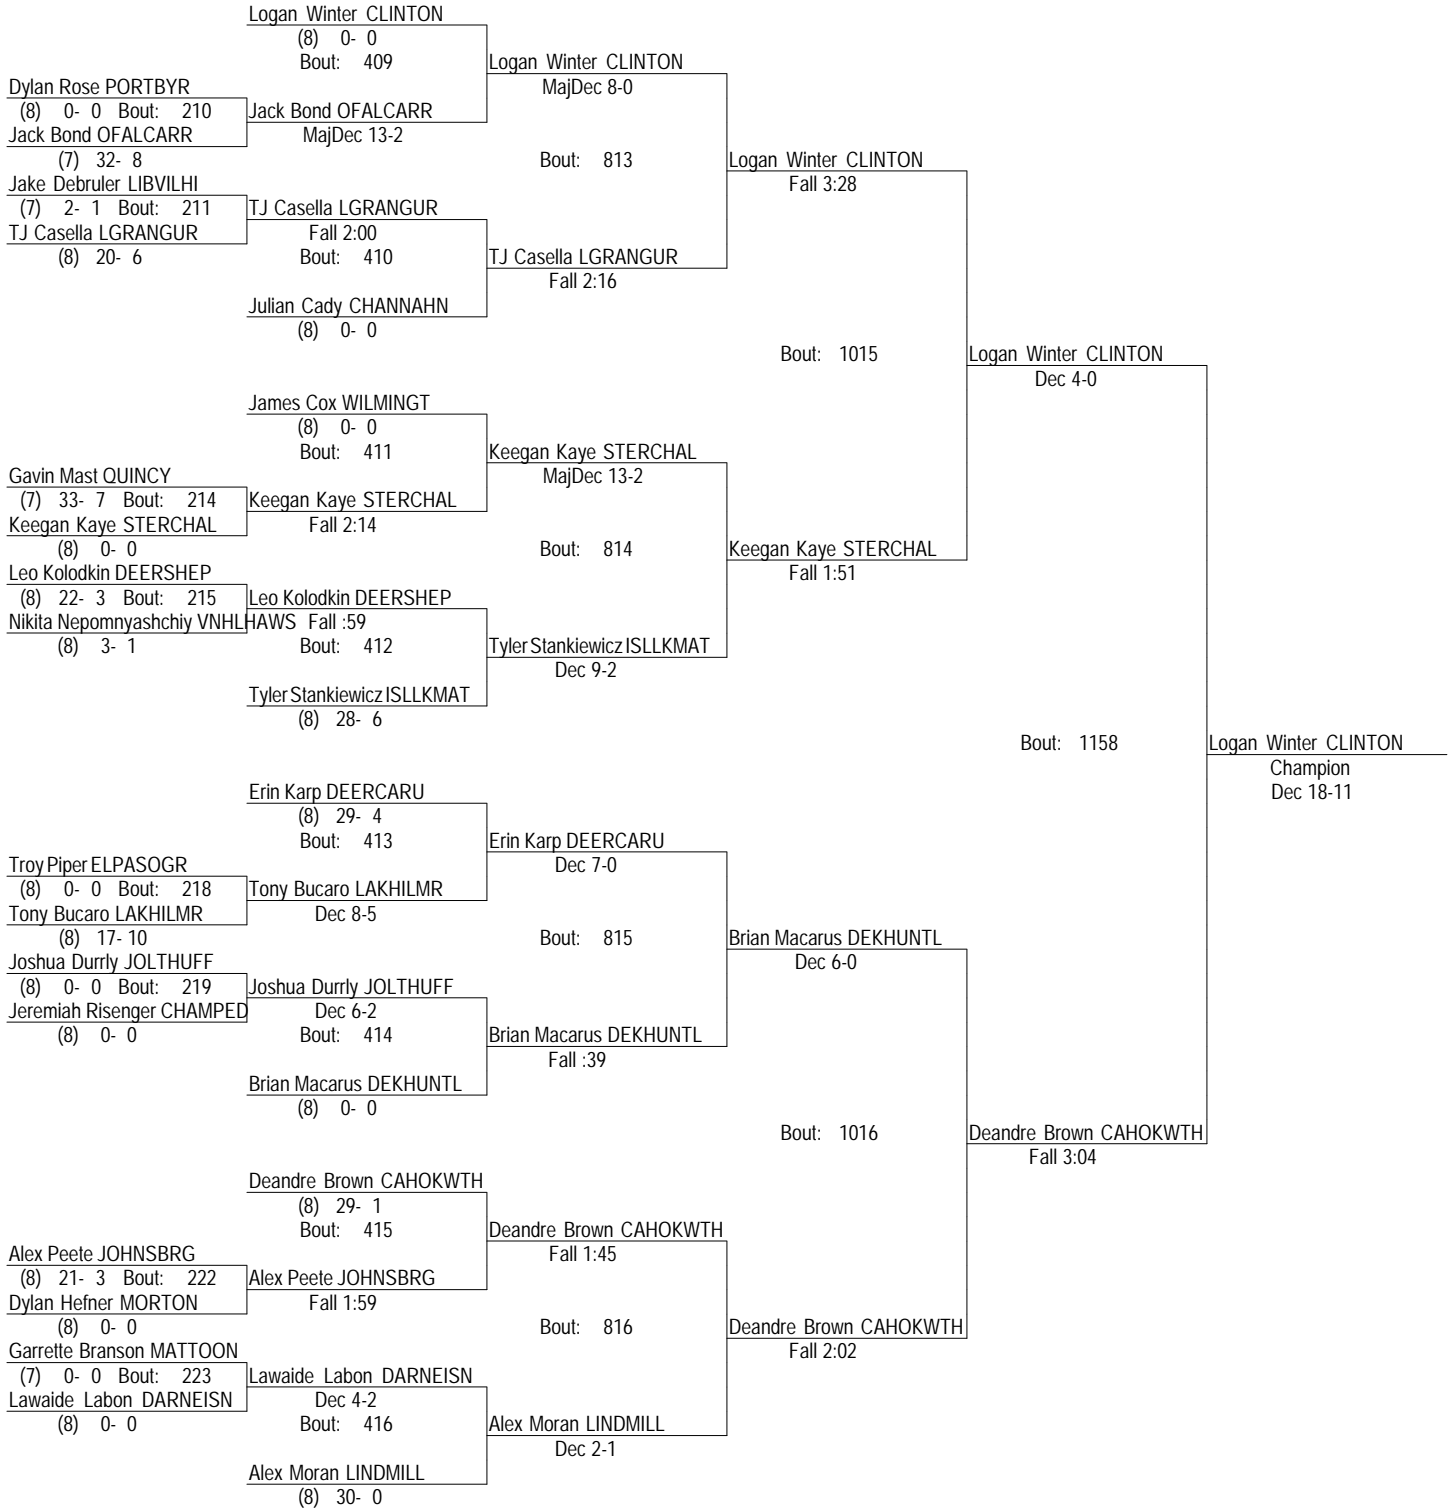 Logan Winter CLINTON
(8) 0- 0
Bout: 409
Logan Winter CLINTON
Dylan Rose PORTBYR
MajDec 8-0
(8) 0- 0 Bout: 210
Jack Bond OFALCARR
Jack Bond OFALCARR
MajDec 13-2
(7) 32- 8
Bout: 813
Logan Winter CLINTON
Jake Debruler LIBVILHI
Fall 3:28
(7) 2- 1 Bout: 211
TJ Casella LGRANGUR
TJ Casella LGRANGUR
Fall 2:00
(8) 20- 6
Bout: 410
TJ Casella LGRANGUR
Fall 2:16
Julian Cady CHANNAHN
(8) 0- 0
Bout: 1015
Logan Winter CLINTON
Dec 4-0
James Cox WILMINGT
(8) 0- 0
Bout: 411
Keegan Kaye STERCHAL
Gavin Mast QUINCY
MajDec 13-2
(7) 33- 7 Bout: 214
Keegan Kaye STERCHAL
Keegan Kaye STERCHAL
Fall 2:14
(8) 0- 0
Bout: 814
Keegan Kaye STERCHAL
Leo Kolodkin DEERSHEP
Fall 1:51
(8) 22- 3 Bout: 215
Leo Kolodkin DEERSHEP
Nikita Nepomnyashchiy VNHLHAWS
Fall :59
(8) 3- 1
Bout: 412
Tyler Stankiewicz ISLLKMAT
Dec 9-2
Tyler Stankiewicz ISLLKMAT
(8) 28- 6
Bout: 1158
Logan Winter CLINTON
Champion
Dec 18-11
Erin Karp DEERCARU
(8) 29- 4
Bout: 413
Erin Karp DEERCARU
Troy Piper ELPASOGR
Dec 7-0
(8) 0- 0 Bout: 218
Tony Bucaro LAKHILMR
Tony Bucaro LAKHILMR
Dec 8-5
(8) 17- 10
Bout: 815
Brian Macarus DEKHUNTL
Joshua Durrly JOLTHUFF
Dec 6-0
(8) 0- 0 Bout: 219
Joshua Durrly JOLTHUFF
Jeremiah Risenger CHAMPED
Dec 6-2
(8) 0- 0
Bout: 414
Brian Macarus DEKHUNTL
Fall :39
Brian Macarus DEKHUNTL
(8) 0- 0
Bout: 1016
Deandre Brown CAHOKWTH
Fall 3:04
Deandre Brown CAHOKWTH
(8) 29- 1
Bout: 415
Deandre Brown CAHOKWTH
Alex Peete JOHNSBRG
Fall 1:45
(8) 21- 3 Bout: 222
Alex Peete JOHNSBRG
Dylan Hefner MORTON
Fall 1:59
(8) 0- 0
Bout: 816
Deandre Brown CAHOKWTH
Garrette Branson MATTOON
Fall 2:02
(7) 0- 0 Bout: 223
Lawaide Labon DARNEISN
Lawaide Labon DARNEISN
Dec 4-2
(8) 0- 0
Bout: 416
Alex Moran LINDMILL
Dec 2-1
Alex Moran LINDMILL
(8) 30- 0